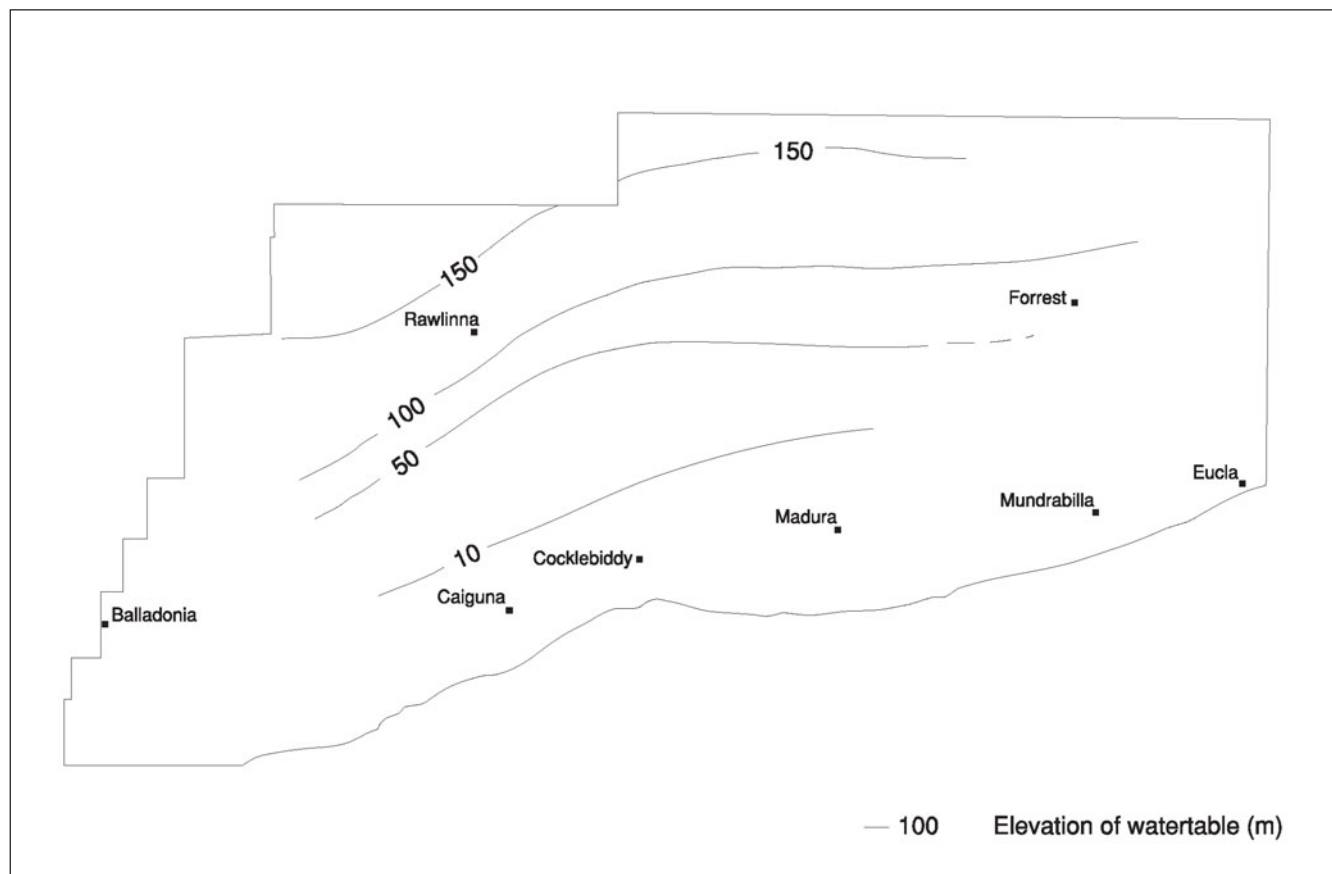 150
150
Rawlinna
Forrest
100
50
Eucla
Mundrabilla
Madura
10
Cocklebiddy
Caiguna
Balladonia
100 Elevation of watertable (m)